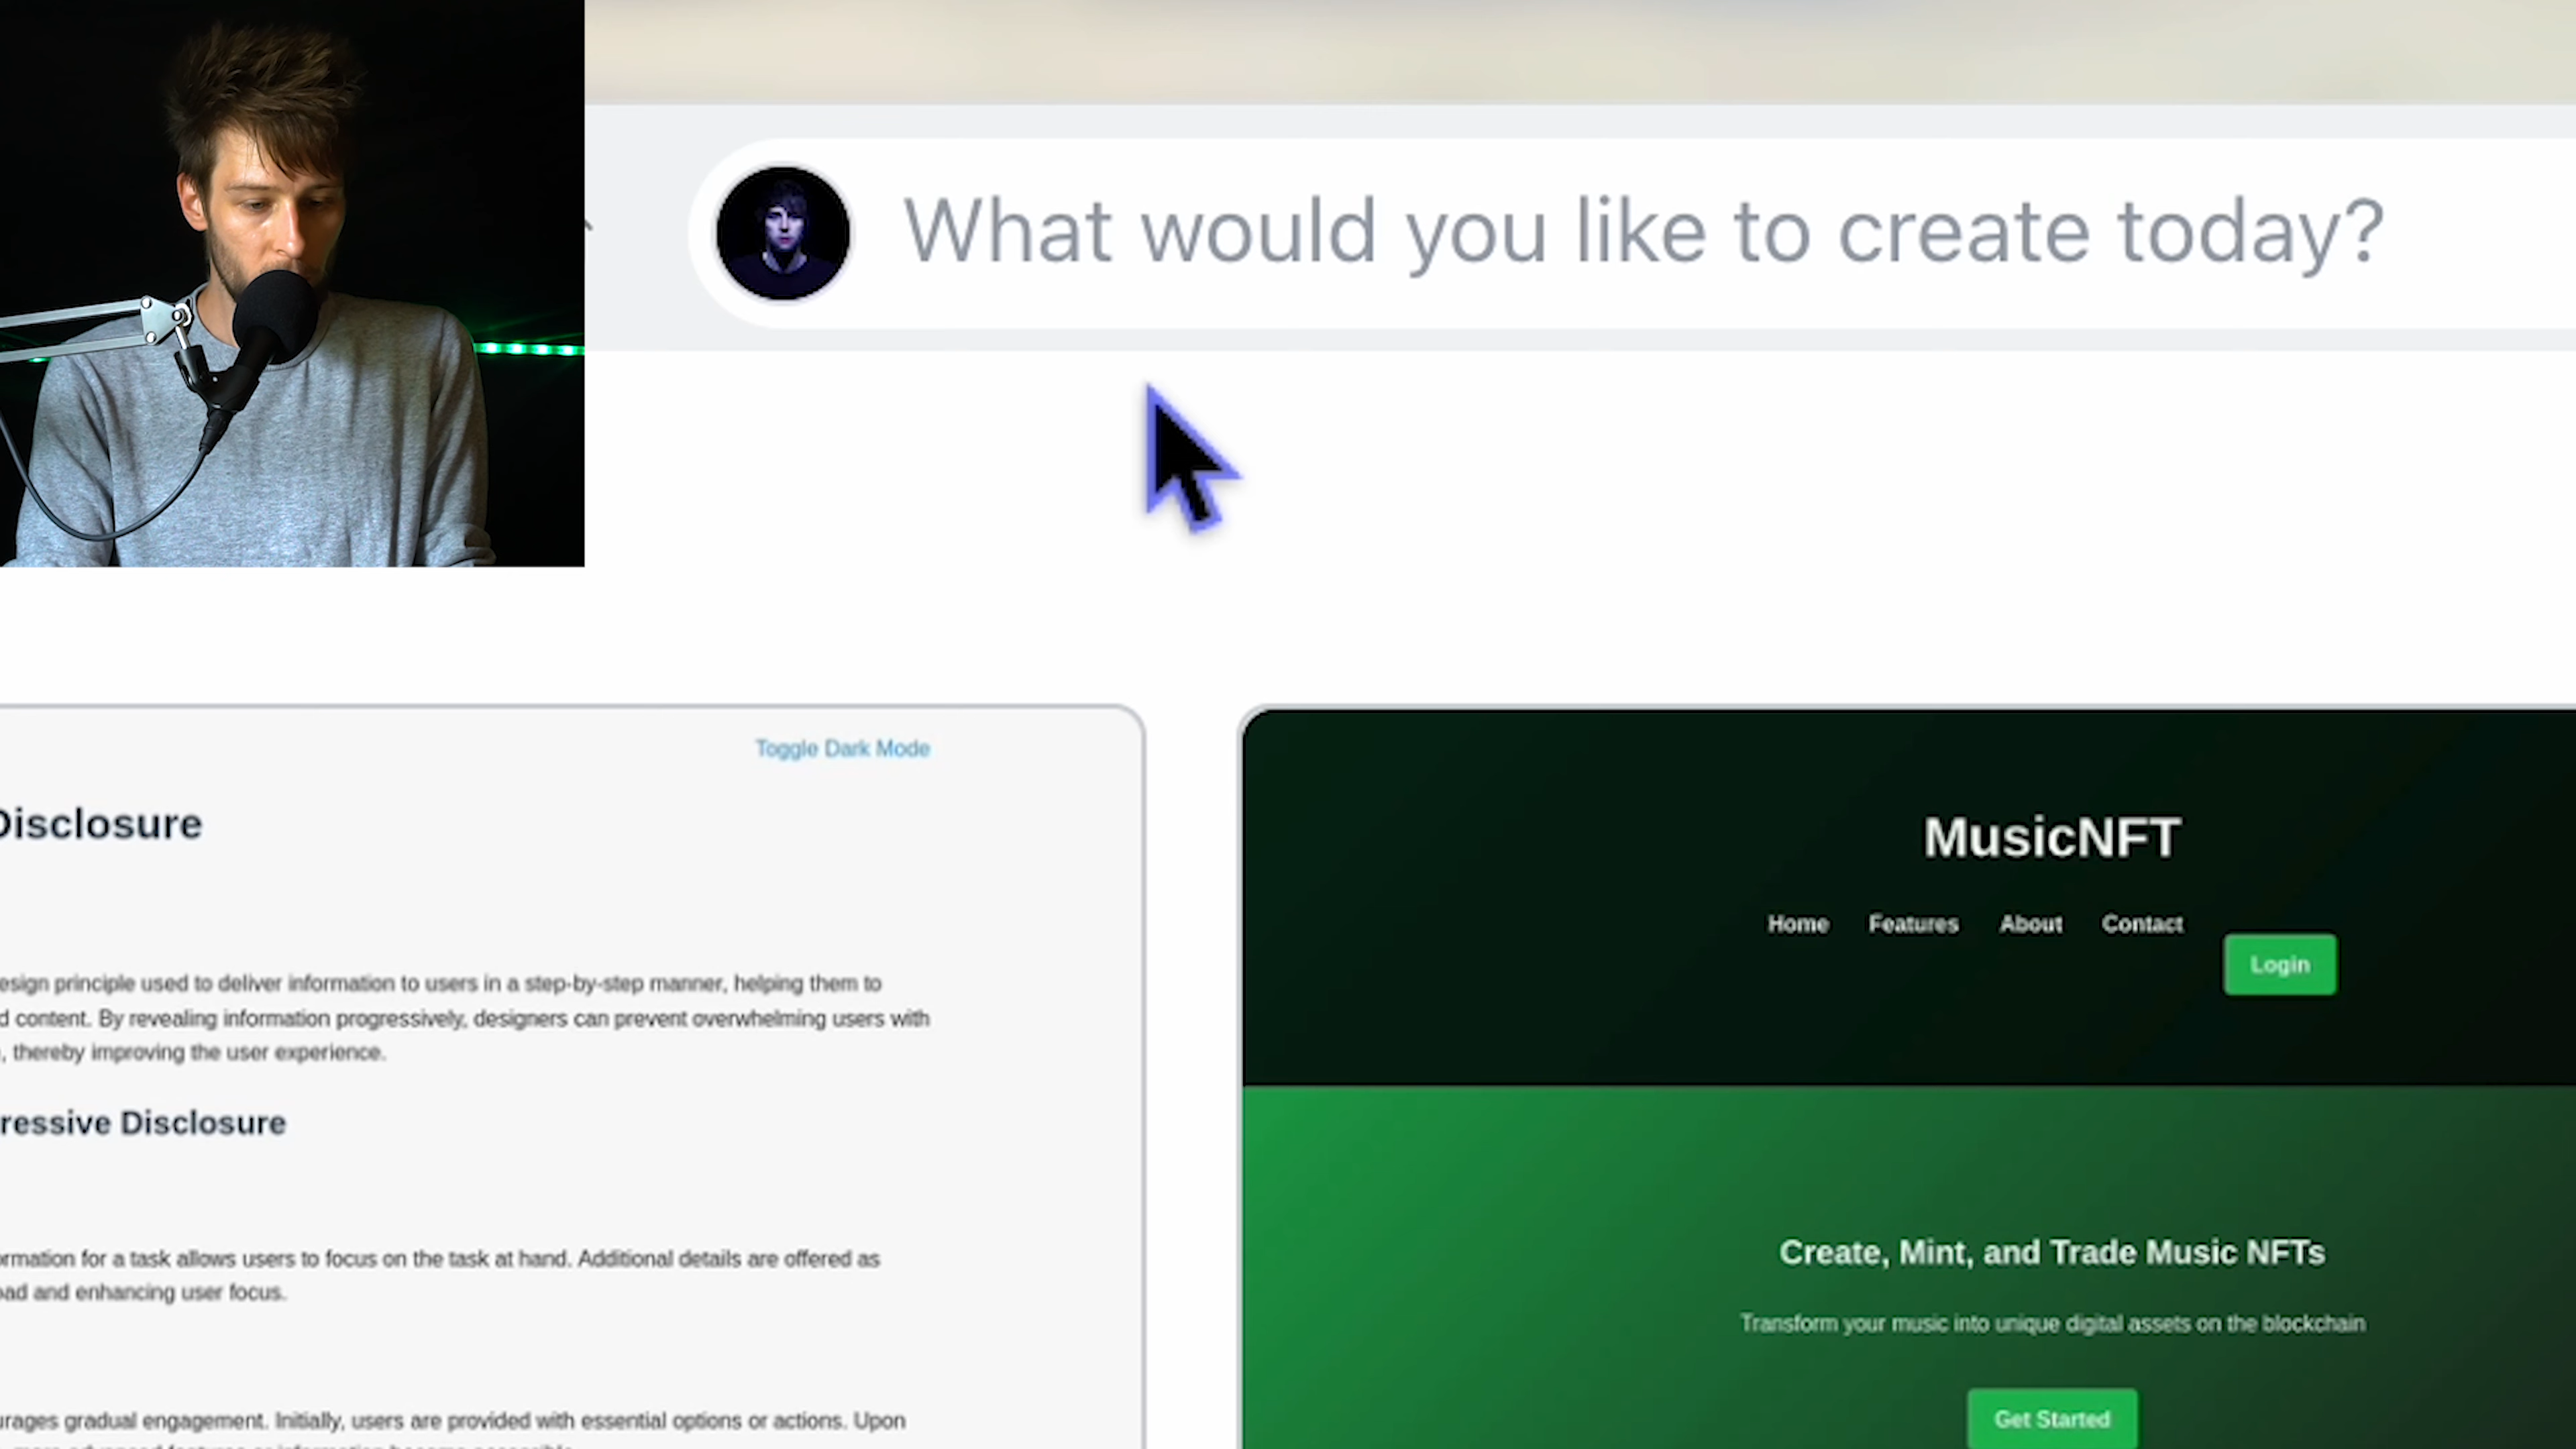 What would you like to create today?
Toggle Dark Mode
Disclosure
esign principle used to deliver information to users in a step-by-step manner, helping them to
d content. By revealing information progressively, designers can prevent overwhelming users with
, thereby improving the user experience.
ressive Disclosure
ormation for a task allows users to focus on the task at hand. Additional details are offered as
oad and enhancing user focus.
urages gradual engagement. Initially, users are provided with essential options or actions. Upon
MusicNFT
Home Features About Contact
Login
Create, Mint, and Trade Music NFTs
Transform your music into unique digital assets on the blockchain
Get Started